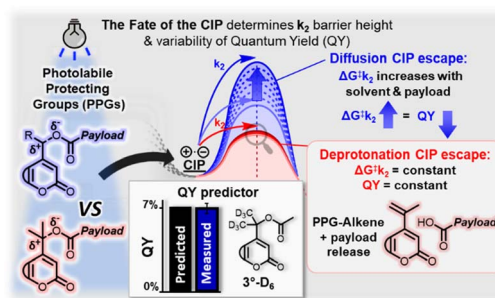 The Fate of the CIP determines k2 barrier height
& variability of Quantum Yield (QY)
Photolabile
Protecting
Groups (PPGs)
R
δ-
O
Payload
δ+
O
O
O
VS
δ-
O
Payload
δ+
O
O
O
k2
k2
⊕·⊖
CIP
Diffusion CIP escape:
ΔG‡k2 increases with
solvent & payload
ΔG‡k2 = QY
Deprotonation CIP escape:
ΔG‡k2 = constant
QY = constant
PPG-Alkene
+ payload
release
HO
Payload
O
O
O
QY predictor
7%
QY
0%
Predicted
Measured
D3C
D3C
O
O
O
O
3°-D6